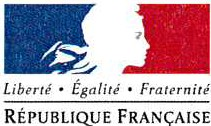 Liberté • Égalité • Fraternité
RÉPUBLIQUE FRANÇAISE